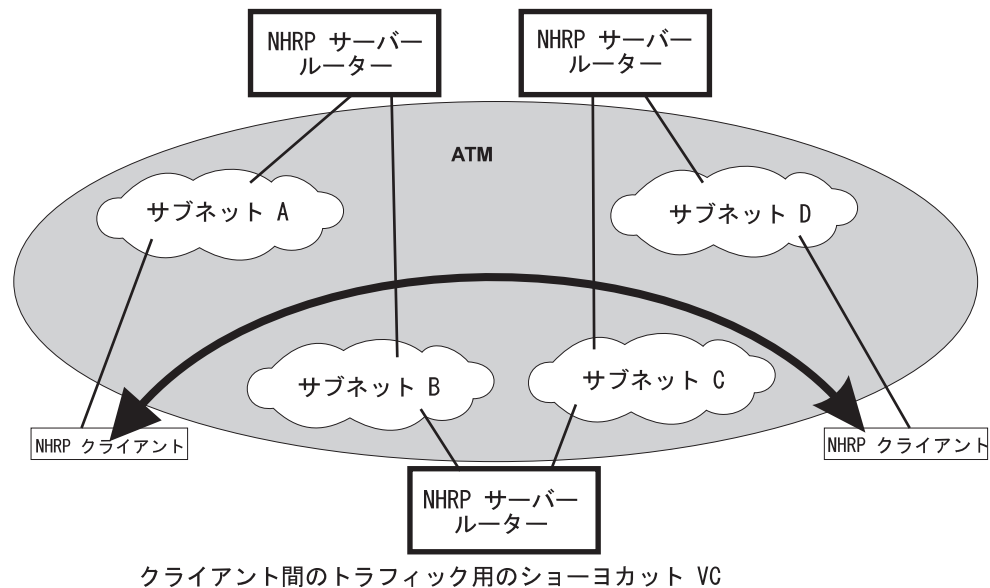 NHRP サーバー
ルーター
NHRP サーバー
ルーター
ATM
サブネット A
サブネット D
サブネット B
サブネット C
NHRP クライアント
NHRP クライアント
NHRP サーバー
ルーター
クライアント間のトラフィック用のショーヨカット VC